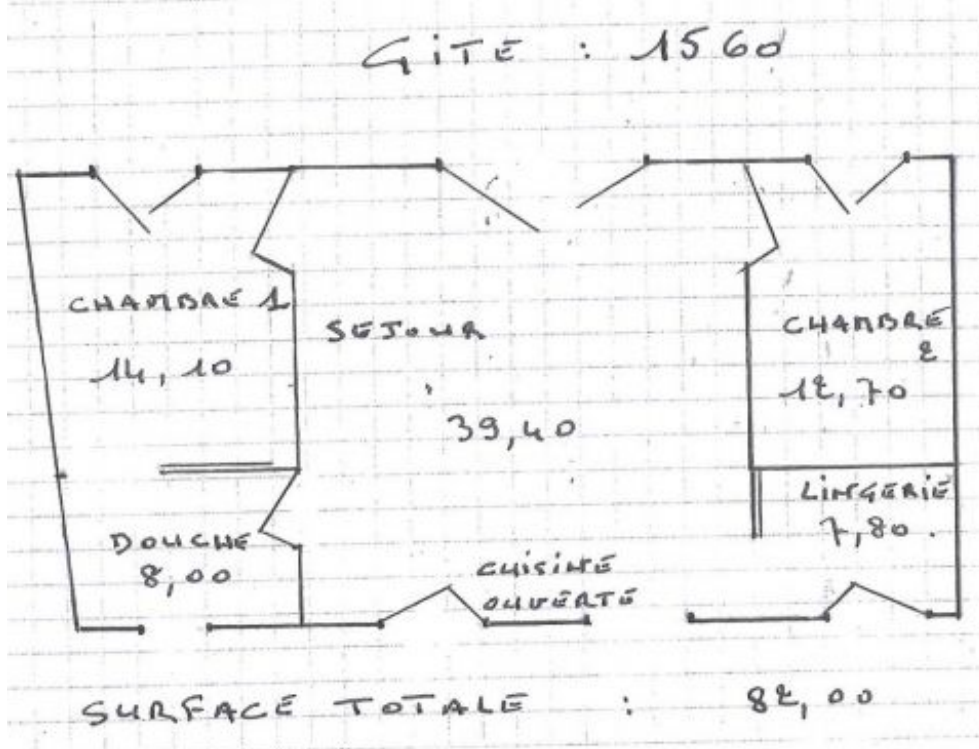 GiTE : 1560
CHAMBRE 1
14,10
SEJOUR
39,40
CHAMBRE
2
12,70
DOUCHE
8,00
CUISINE
OUVERTE
LINGERIE
7,80.
SURFACE TOTALE : 82,00